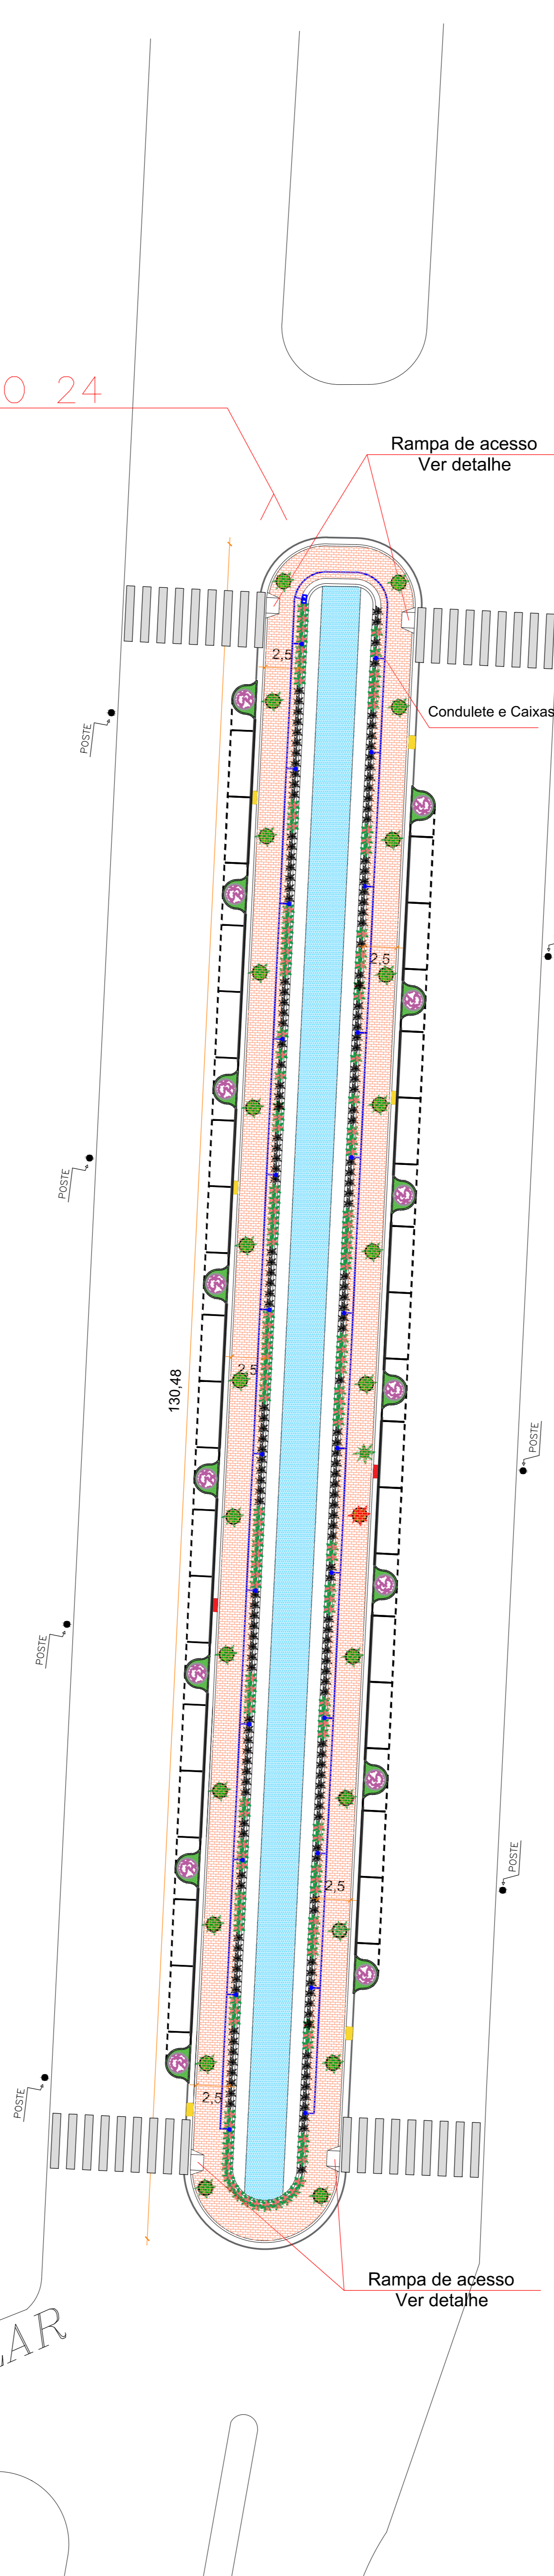 O 24
Rampa de acesso
Ver detalhe
2,5
Condulete e Caixas
POSTE
2,5
POSTE
2,5
130,48
POSTE
POSTE
POSTE
2,5
POSTE
2,5
Rampa de acesso
Ver detalhe
LAR